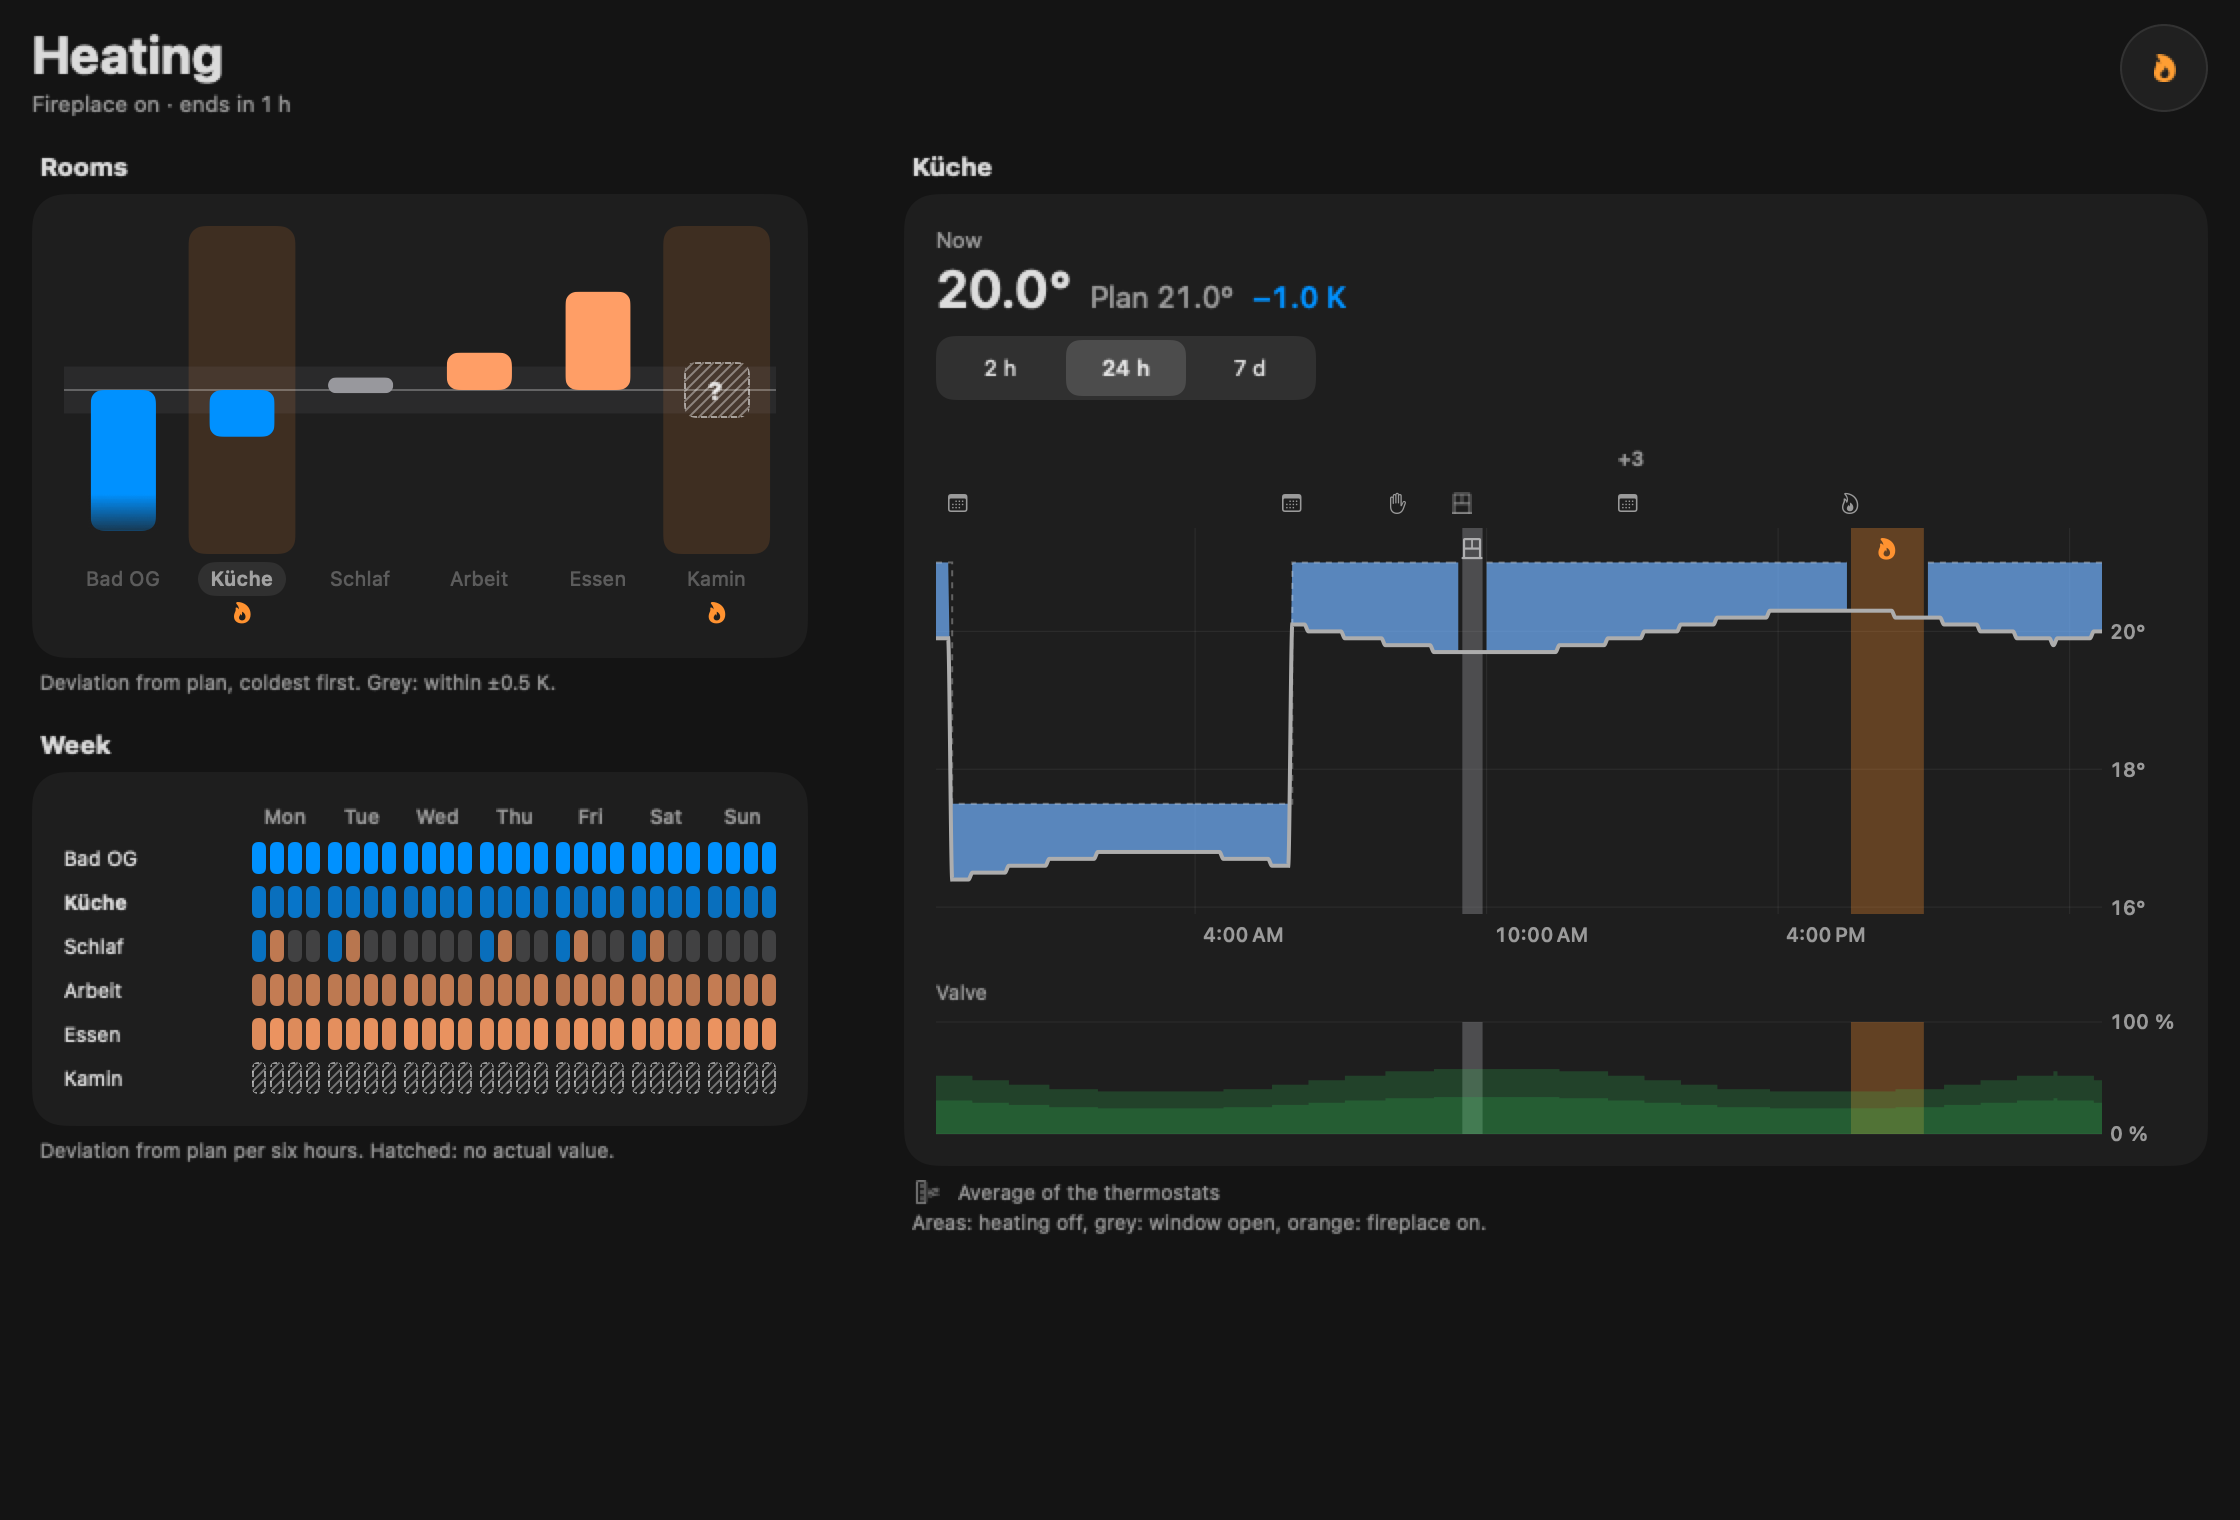 Heating
Fireplace on · ends in 1 h
Rooms
?
Bad OG Küche Schlaf Arbeit Essen Kamin
Deviation from plan, coldest first. Grey: within ±0.5 K.
Week
Mon Tue Wed Thu Fri Sat Sun
Bad OG
Küche
Schlaf
Arbeit
Essen
Kamin
Deviation from plan per six hours. Hatched: no actual value.
Küche
Now
20.0° Plan 21.0° −1.0 K
2 h 24 h 7 d
+3
20°
18°
16°
4:00 AM 10:00 AM 4:00 PM
Valve
100 %
0 %
Average of the thermostats
Areas: heating off, grey: window open, orange: fireplace on.